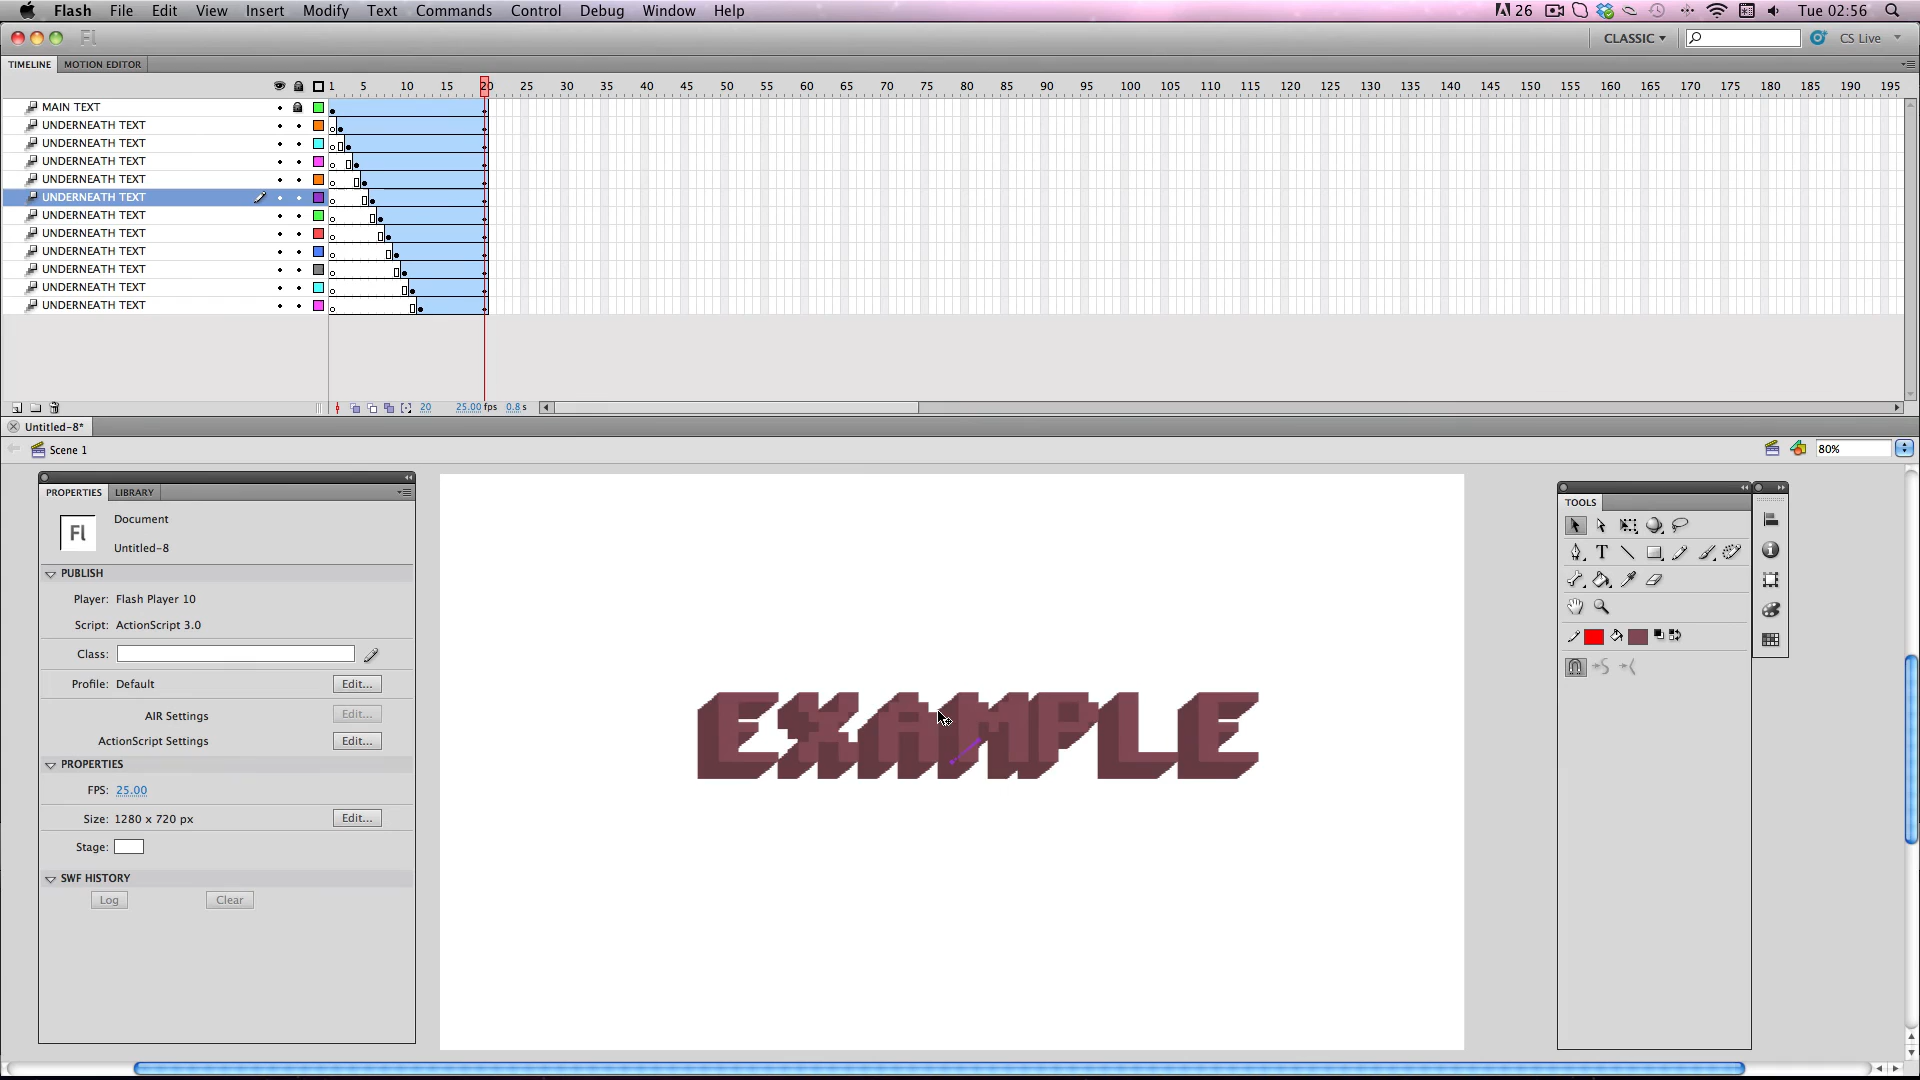 Flash File Edit View Insert Modify Text Commands Control Debug Window Help 26 Tue 02:56
Fl CLASSIC CS Live
TIMELINE MOTION EDITOR
1 5 10 15 20 25 30 35 40 45 50 55 60 65 70 75 80 85 90 95 100 105 110 115 120 125 130 135 140 145 150 155 160 165 170 175 180 185 190 195
MAIN TEXT
UNDERNEATH TEXT
UNDERNEATH TEXT
UNDERNEATH TEXT
UNDERNEATH TEXT
UNDERNEATH TEXT
UNDERNEATH TEXT
UNDERNEATH TEXT
UNDERNEATH TEXT
UNDERNEATH TEXT
UNDERNEATH TEXT
UNDERNEATH TEXT
20 25.00 fps 0.8 s
Untitled-8*
Scene 1 80%
PROPERTIES LIBRARY
Fl
Document
Untitled-8
PUBLISH
Player: Flash Player 10
Script: ActionScript 3.0
Class:
Profile: Default Edit...
AIR Settings Edit...
ActionScript Settings Edit...
PROPERTIES
FPS: 25.00
Size: 1280 x 720 px Edit...
Stage:
SWF HISTORY
Log Clear
EXAMPLE
TOOLS
T